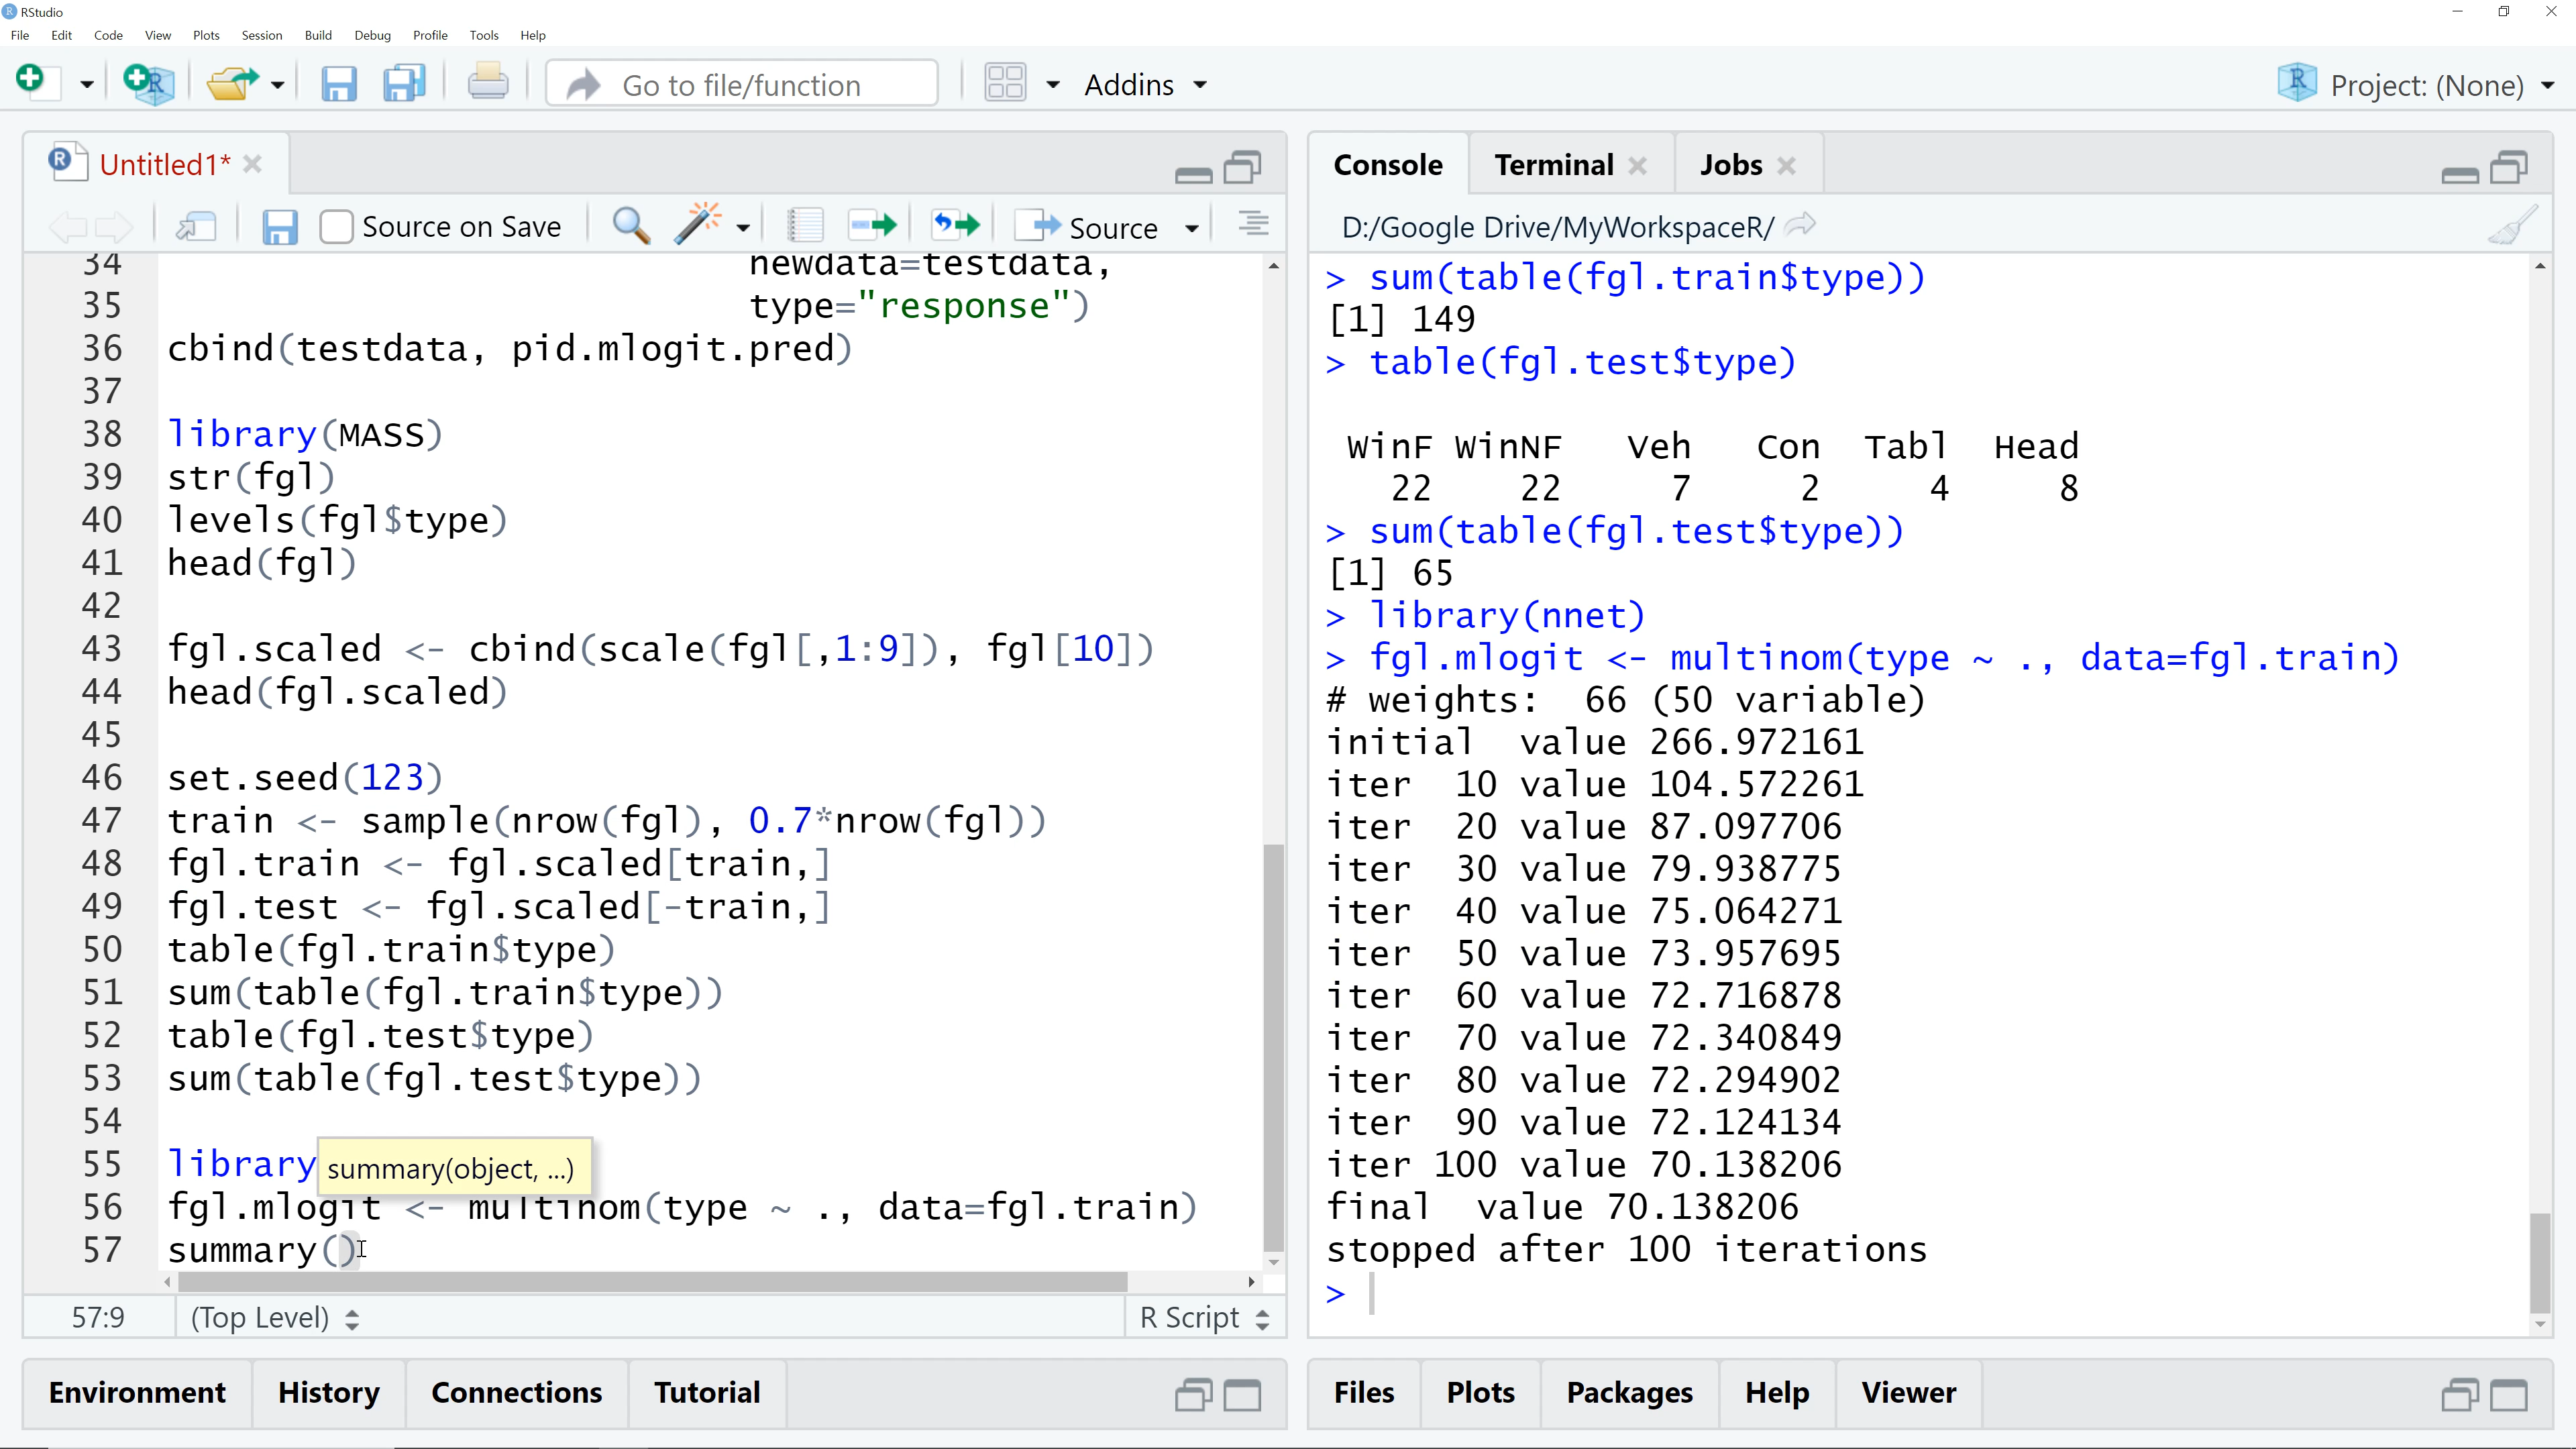 RStudio
File Edit Code View Plots Session Build Debug Profile Tools Help
Go to file/function Addins Project: (None)
Untitled1*
Source on Save Source
34 newdata=testdata,
35 type="response")
36 cbind(testdata, pid.mlogit.pred)
37
38 library(MASS)
39 str(fgl)
40 levels(fgl$type)
41 head(fgl)
42
43 fgl.scaled <- cbind(scale(fgl[,1:9]), fgl[10])
44 head(fgl.scaled)
45
46 set.seed(123)
47 train <- sample(nrow(fgl), 0.7*nrow(fgl))
48 fgl.train <- fgl.scaled[train,]
49 fgl.test <- fgl.scaled[-train,]
50 table(fgl.train$type)
51 sum(table(fgl.train$type))
52 table(fgl.test$type)
53 sum(table(fgl.test$type))
54
55 library
summary(object, ...)
56 fgl.mlogit <- multinom(type ~ ., data=fgl.train)
57 summary()
57:9 (Top Level) R Script
Environment History Connections Tutorial
Console Terminal Jobs
D:/Google Drive/MyWorkspaceR/
> sum(table(fgl.train$type))
[1] 149
> table(fgl.test$type)
WinF WinNF Veh Con Tabl Head
22 22 7 2 4 8
> sum(table(fgl.test$type))
[1] 65
> library(nnet)
> fgl.mlogit <- multinom(type ~ ., data=fgl.train)
# weights: 66 (50 variable)
initial value 266.972161
iter 10 value 104.572261
iter 20 value 87.097706
iter 30 value 79.938775
iter 40 value 75.064271
iter 50 value 73.957695
iter 60 value 72.716878
iter 70 value 72.340849
iter 80 value 72.294902
iter 90 value 72.124134
iter 100 value 70.138206
final value 70.138206
stopped after 100 iterations
>
Files Plots Packages Help Viewer